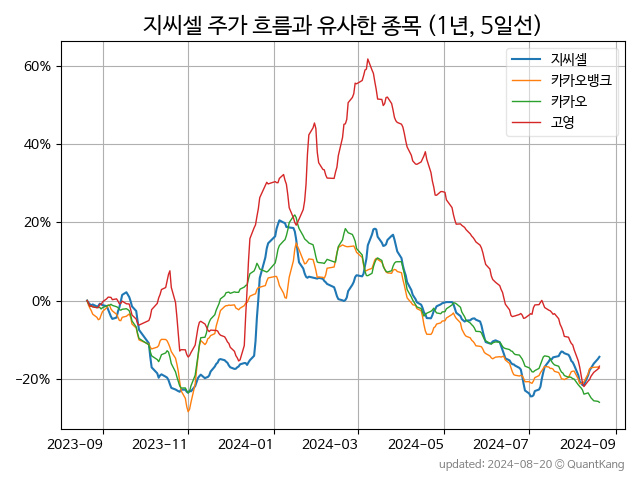 지씨셀 주가 흐름과 유사한 종목 (1년, 5일선)
지씨셀
카카오뱅크
카카오
고영
60%
40%
20%
0%
−20%
2023-09 2023-11 2024-01 2024-03 2024-05 2024-07 2024-09
updated: 2024-08-20 © QuantKang